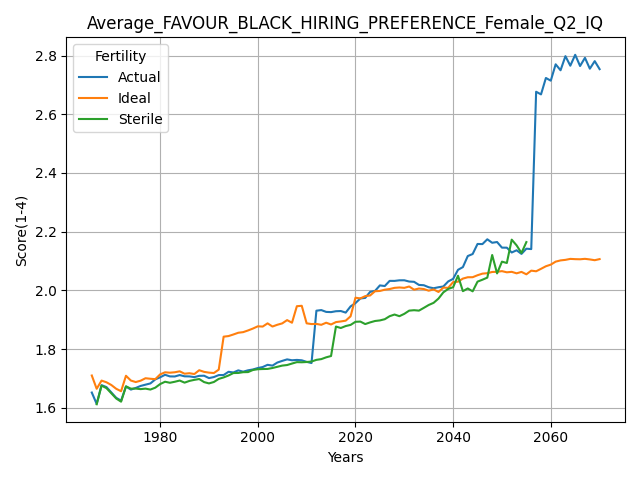 Average_FAVOUR_BLACK_HIRING_PREFERENCE_Female_Q2_IQ
Fertility
Actual
Ideal
Sterile
Score(1-4)
2.8
2.6
2.4
2.2
2.0
1.8
1.6
1980
2000
2020
2040
2060
Years